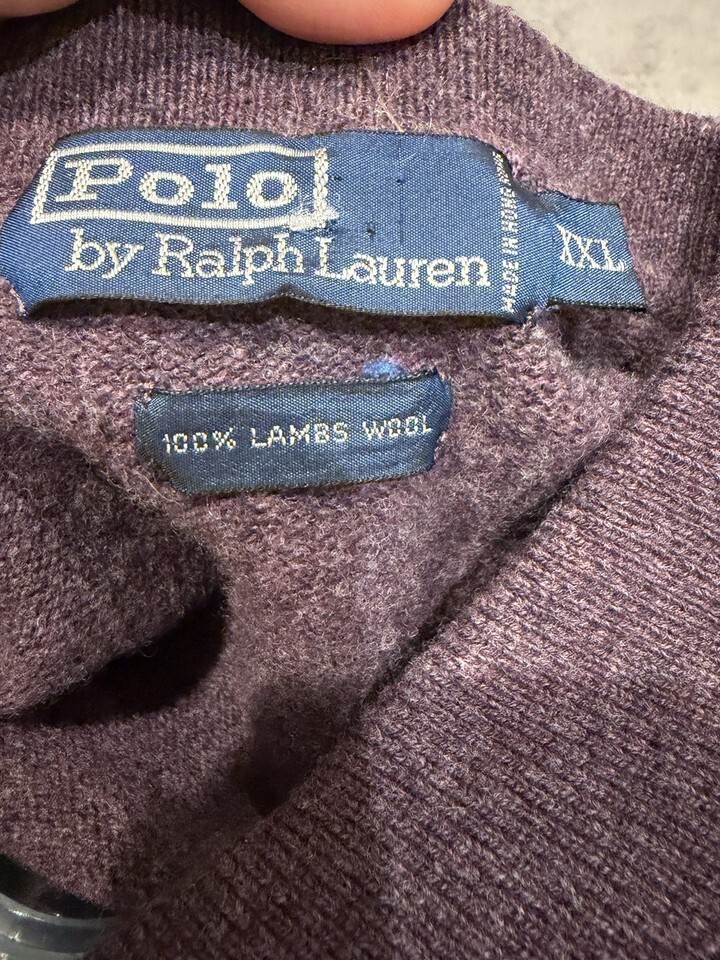 Polo
by Ralph Lauren
MADE IN HONG KONG
XXL
100% LAMBS WOOL